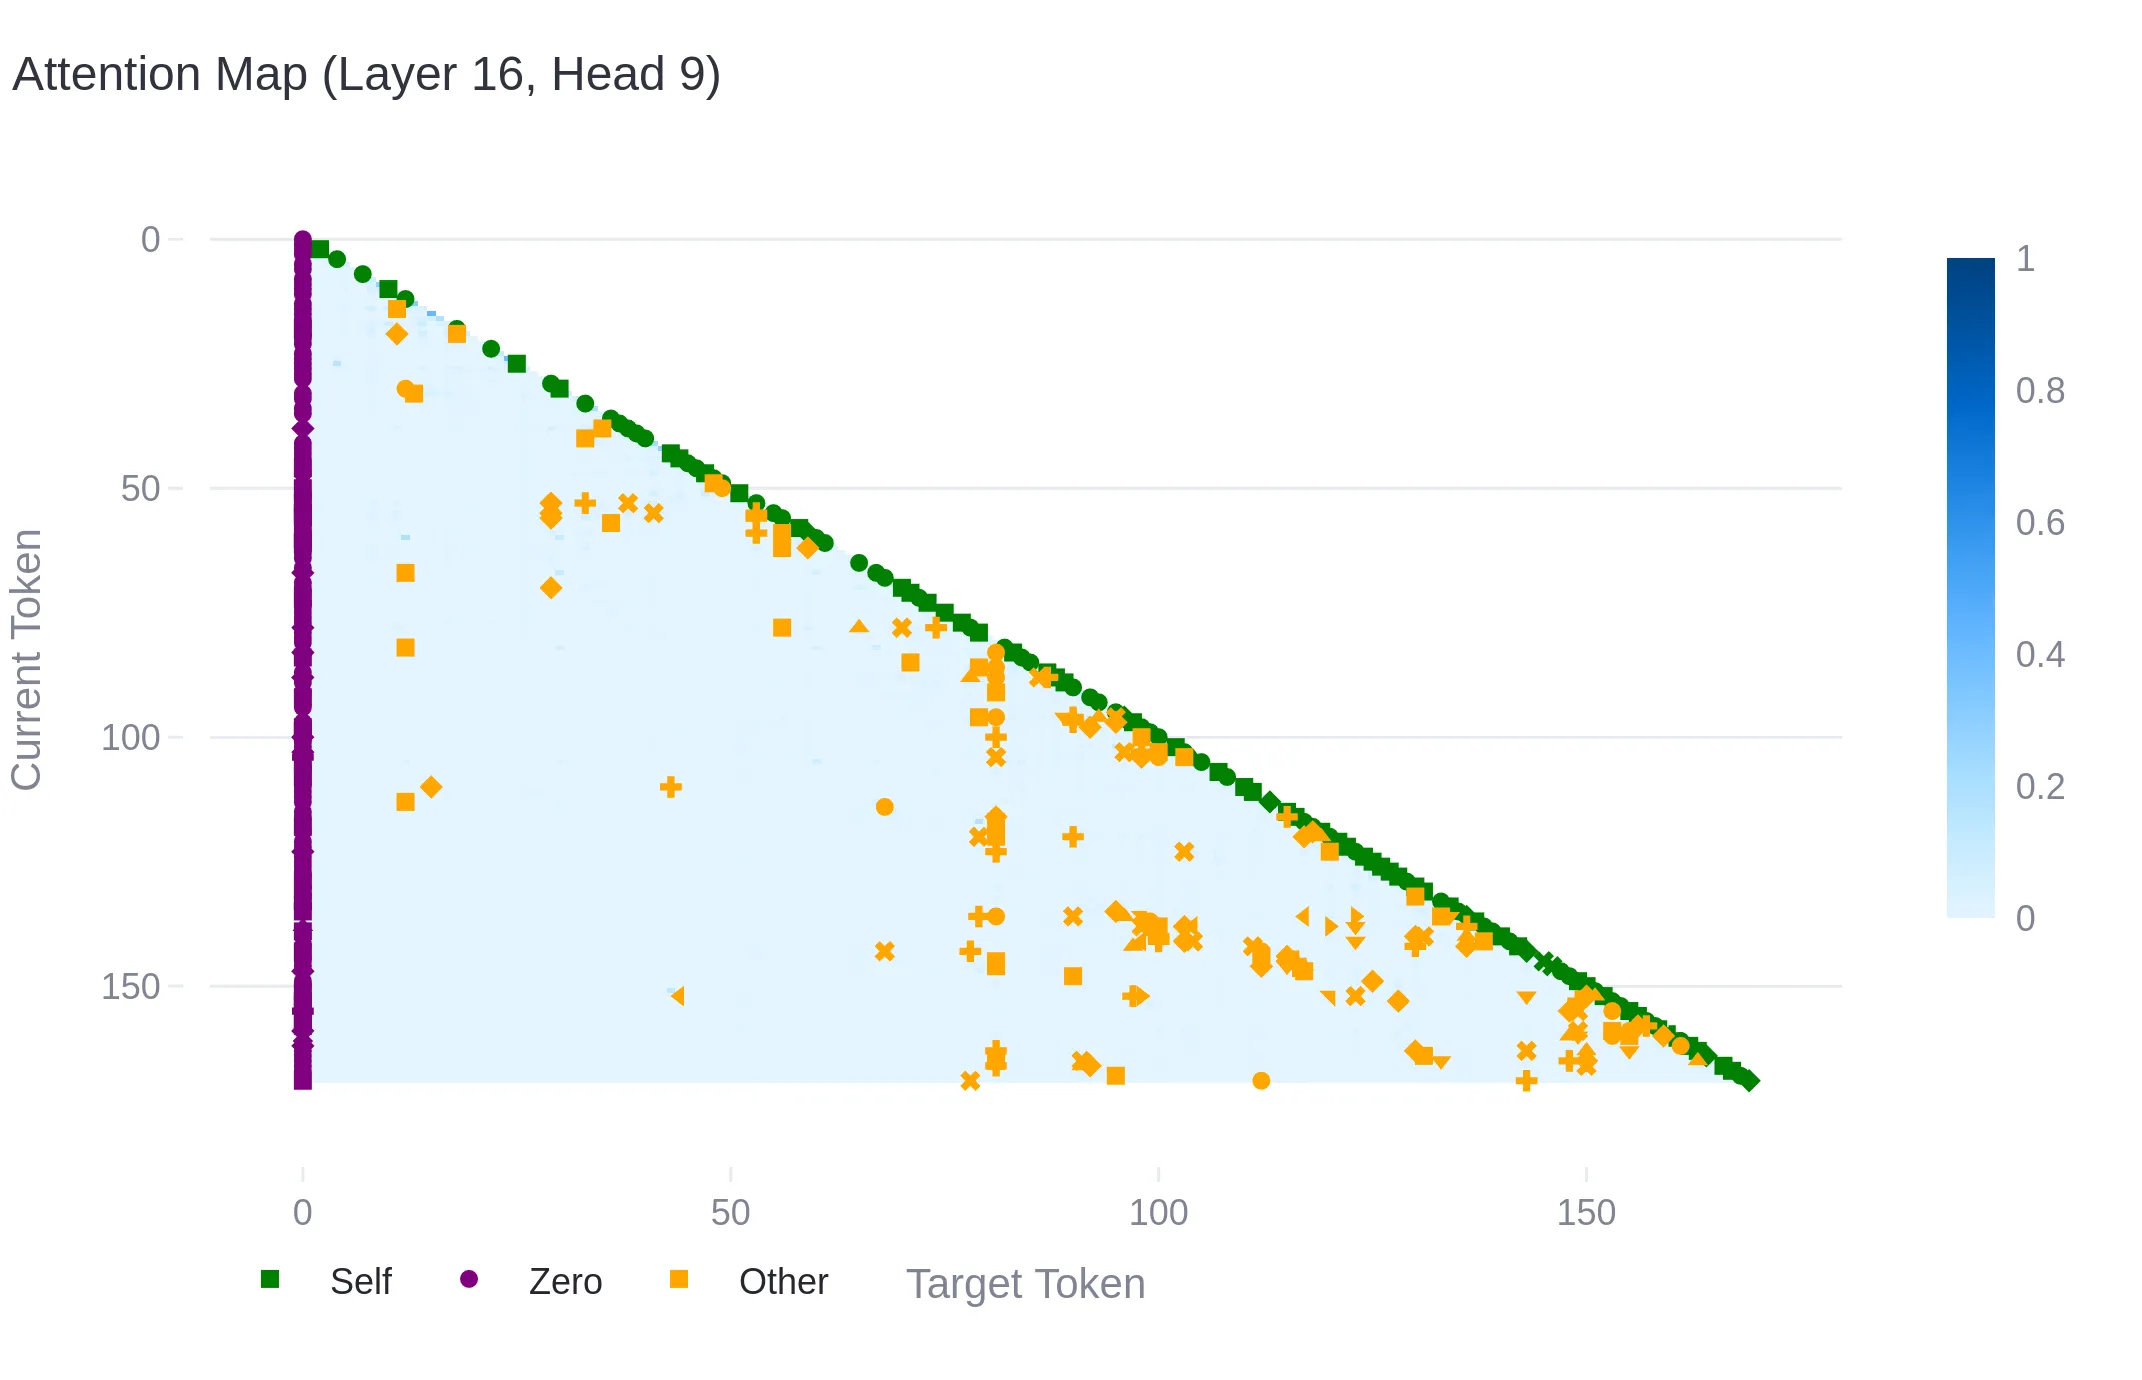 Attention Map (Layer 16, Head 9)
0
50
100
150
Current Token
1
0.8
0.6
0.4
0.2
0
0 50 100 150
Self Zero Other Target Token